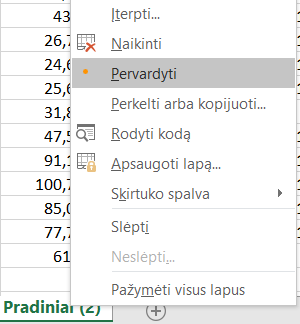 43
Įterpti...
26,7
Naikinti
24,6
Pervardyti
25,6
Perkelti arba kopijuoti...
31,8
Rodyti kodą
47,5
91,1
Apsaugoti lapą...
100,7
Skirtuko spalva
85,0
77,7
Slėpti
61
Neslėpti...
Pažymėti visus lapus
Pradiniai (2)